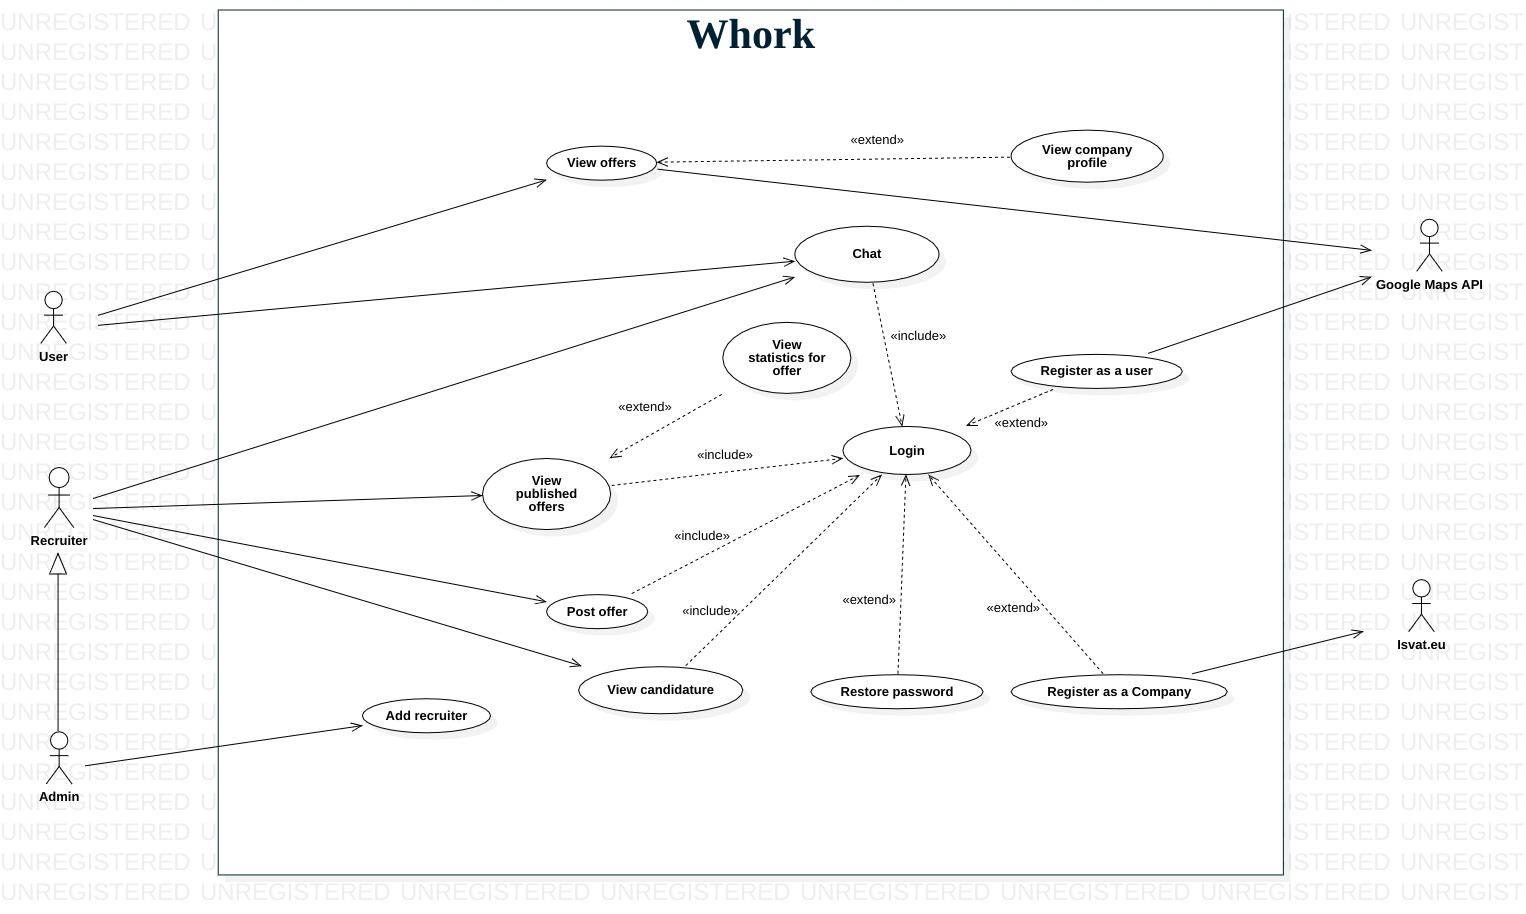 Whork
«extend»
View offers
View company
profile
Chat
Google Maps API
User
«include»
View
statistics for
offer
Register as a user
«extend»
«extend»
Login
«include»
View
published
offers
Recruiter
«include»
Post offer
«include»
«extend»
«extend»
Isvat.eu
View candidature
Restore password
Register as a Company
Add recruiter
Admin
UNREGISTERED UNREGISTERED UNREGISTERED UNREGISTERED UNREGISTERED UNREGISTERED UNREGISTERED UNREGIST